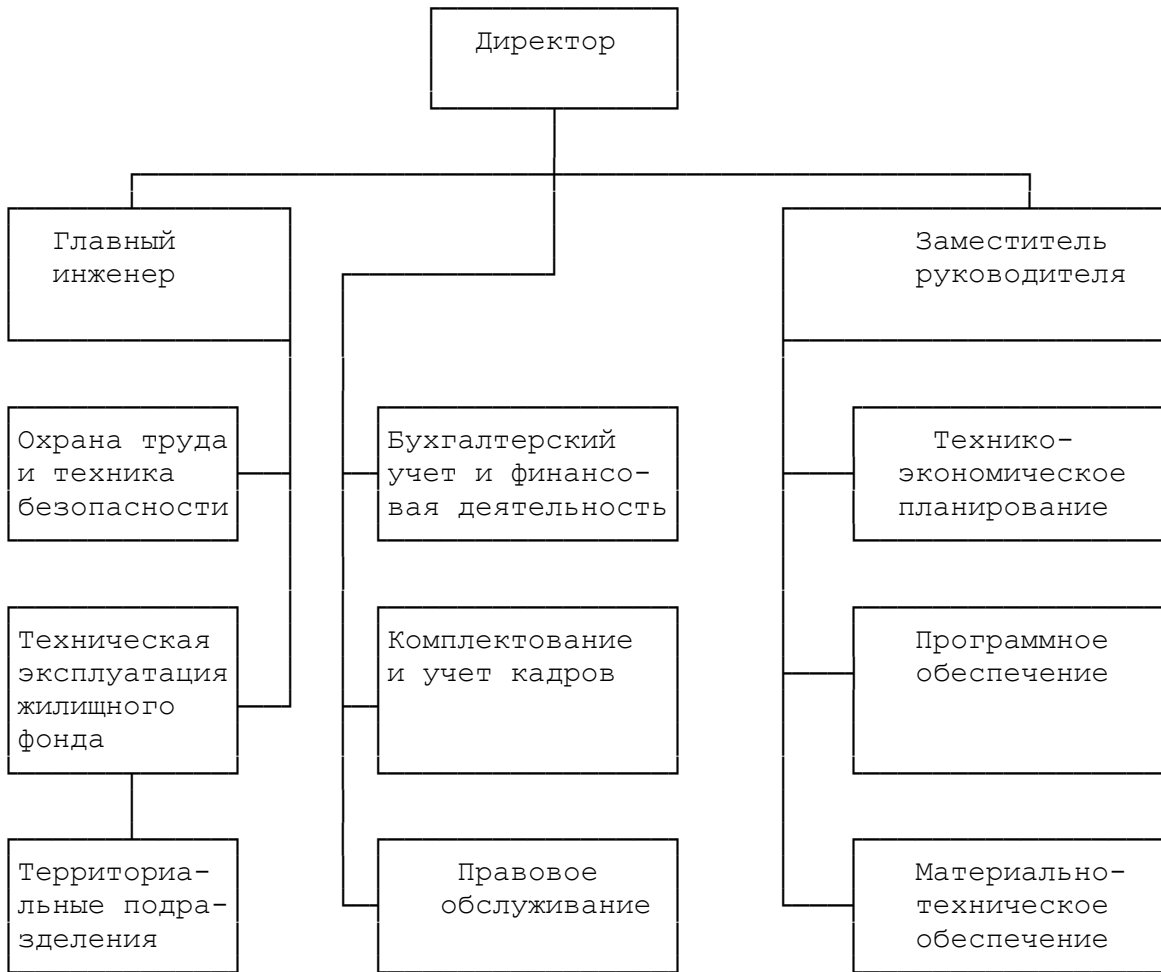 Директор
Главный
инженер
Заместитель
руководителя
Охрана труда
и техника
безопасности
Бухгалтерский
учет и финансо-
вая деятельность
Технико-
экономическое
планирование
Техническая
эксплуатация
жилищного
фонда
Комплектование
и учет кадров
Программное
обеспечение
Территориа-
льные подра-
зделения
Правовое
обслуживание
Материально-
техническое
обеспечение